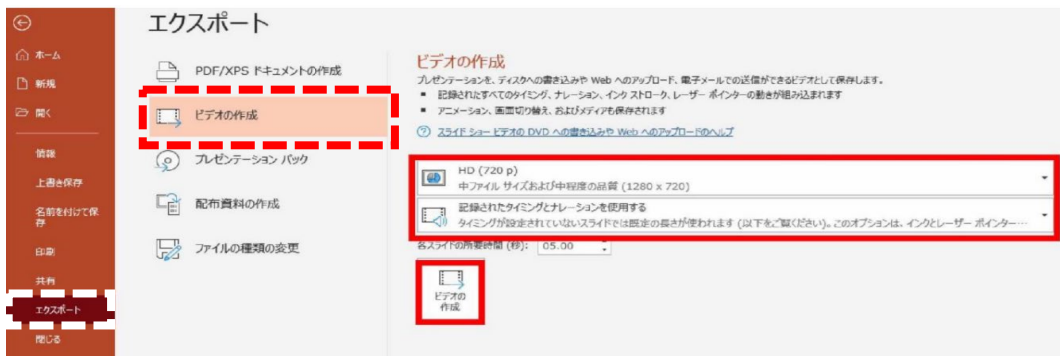 エクスポート
ホーム
新規
開く
情報
上書き保存
名前を付けて保
存
印刷
共有
エクスポート
閉じる
PDF/XPS ドキュメントの作成
ビデオの作成
プレゼンテーション パック
配布資料の作成
ファイルの種類の変更
ビデオの作成
プレゼンテーションを、ディスクへの書き込みや Web へのアップロード、電子メールでの送信ができるビデオとして保存します。
■ 記録されたすべてのタイミング、ナレーション、インク ストローク、レーザー ポインターの動きが組み込まれます
■ アニメーション、画面切り替え、およびメディアも保存されます
スライド ショー ビデオの DVD への書き込みや Web へのアップロードのヘルプ
HD (720 p)
中ファイル サイズおよび中程度の品質 (1280 x 720)
記録されたタイミングとナレーションを使用する
タイミングが設定されていないスライドでは既定の長さが使われます (以下をご覧ください)。このオプションは、インクとレーザー ポインター…
各スライドの所要時間 (秒): 05.00
ビデオの
作成